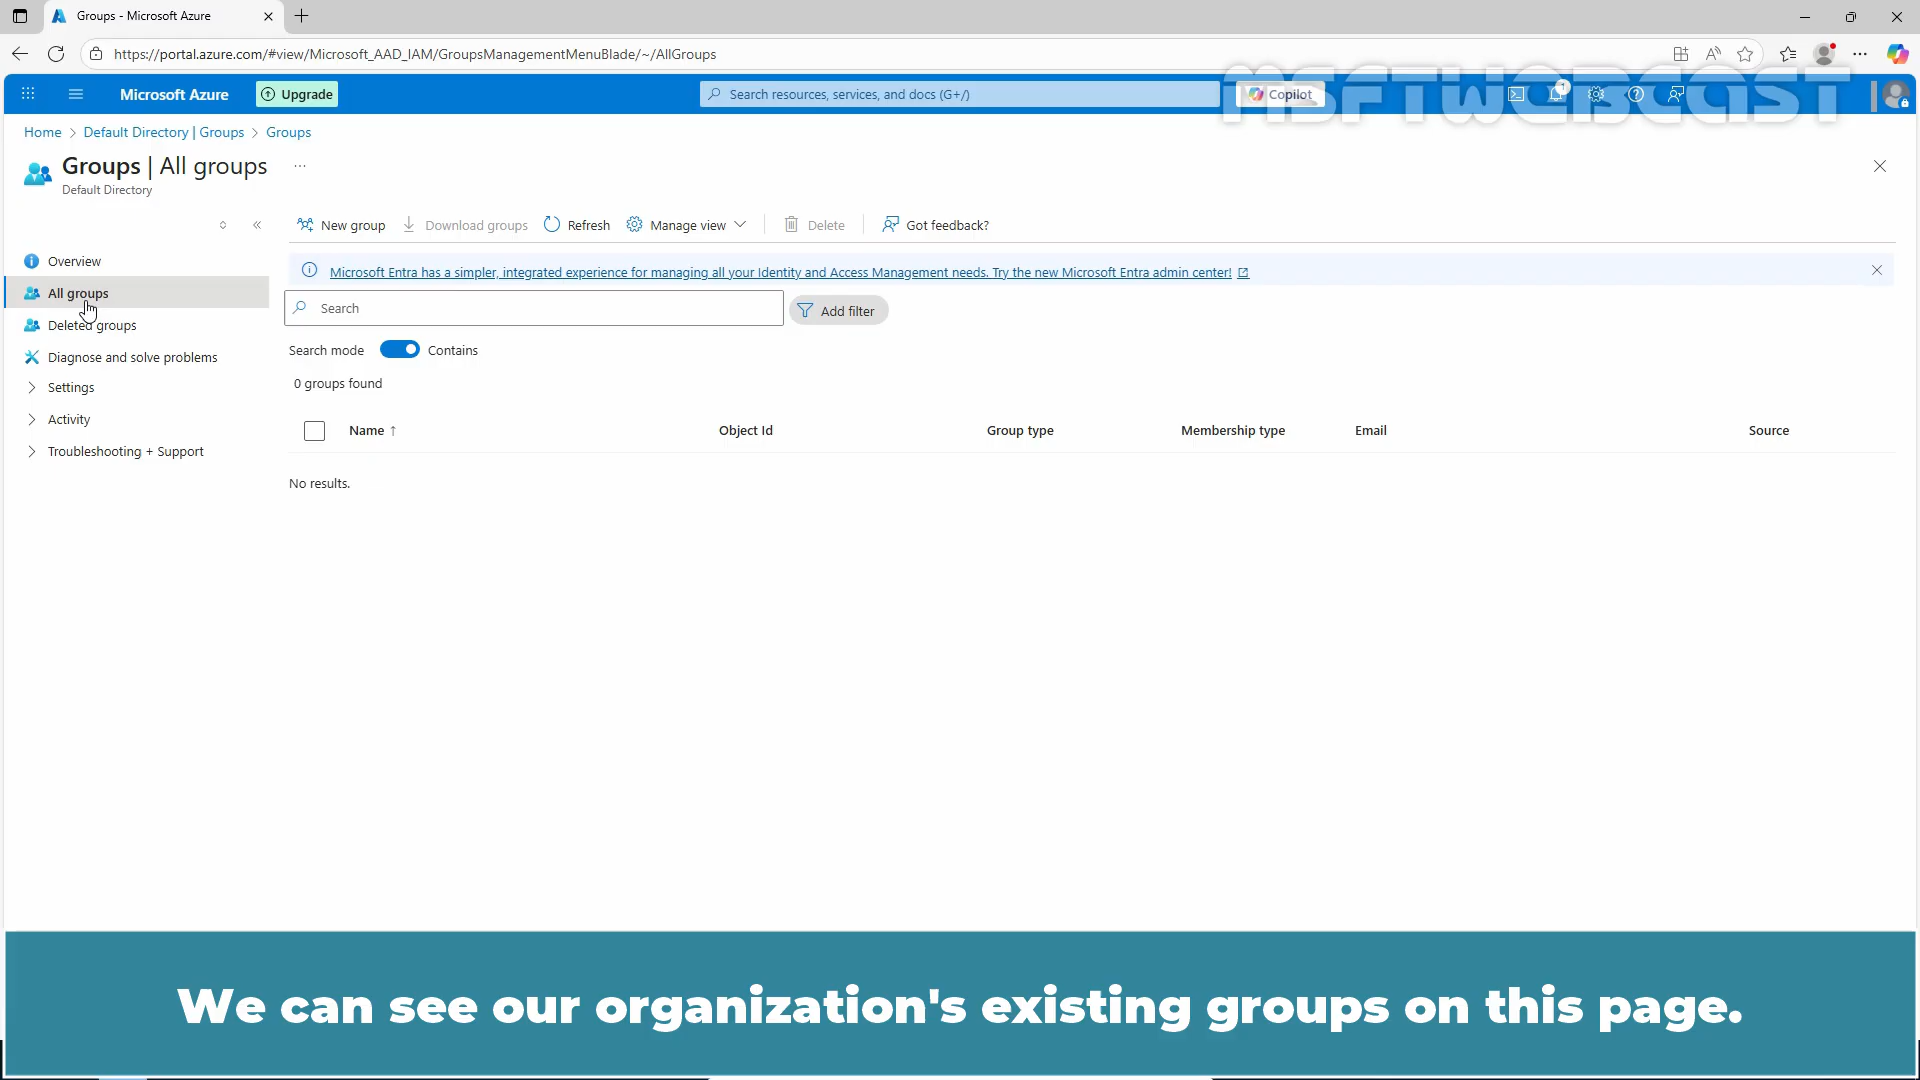 Groups - Microsoft Azure
https://portal.azure.com/#view/Microsoft_AAD_IAM/GroupsManagementMenuBlade/~/AllGroups
Microsoft Azure
Upgrade
Search resources, services, and docs (G+/)
Copilot
1
MSFTWEBCAST
Home > Default Directory | Groups > Groups
Groups | All groups
Default Directory
New group
Download groups
Refresh
Manage view
Delete
Got feedback?
Overview
All groups
Deleted groups
Diagnose and solve problems
Settings
Activity
Troubleshooting + Support
Microsoft Entra has a simpler, integrated experience for managing all your Identity and Access Management needs. Try the new Microsoft Entra admin center!
Search
Add filter
Search mode
Contains
0 groups found
Name ↑
Object Id
Group type
Membership type
Email
Source
No results.
We can see our organization's existing groups on this page.